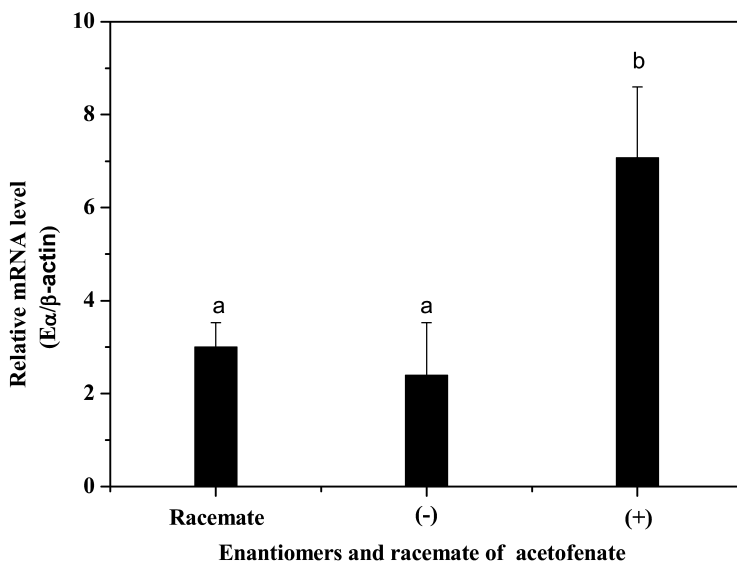 10
8
6
4
2
0
Relative mRNA level
(Eα/β-actin)
a
a
b
Racemate
(-)
(+)
Enantiomers and racemate of acetofenate